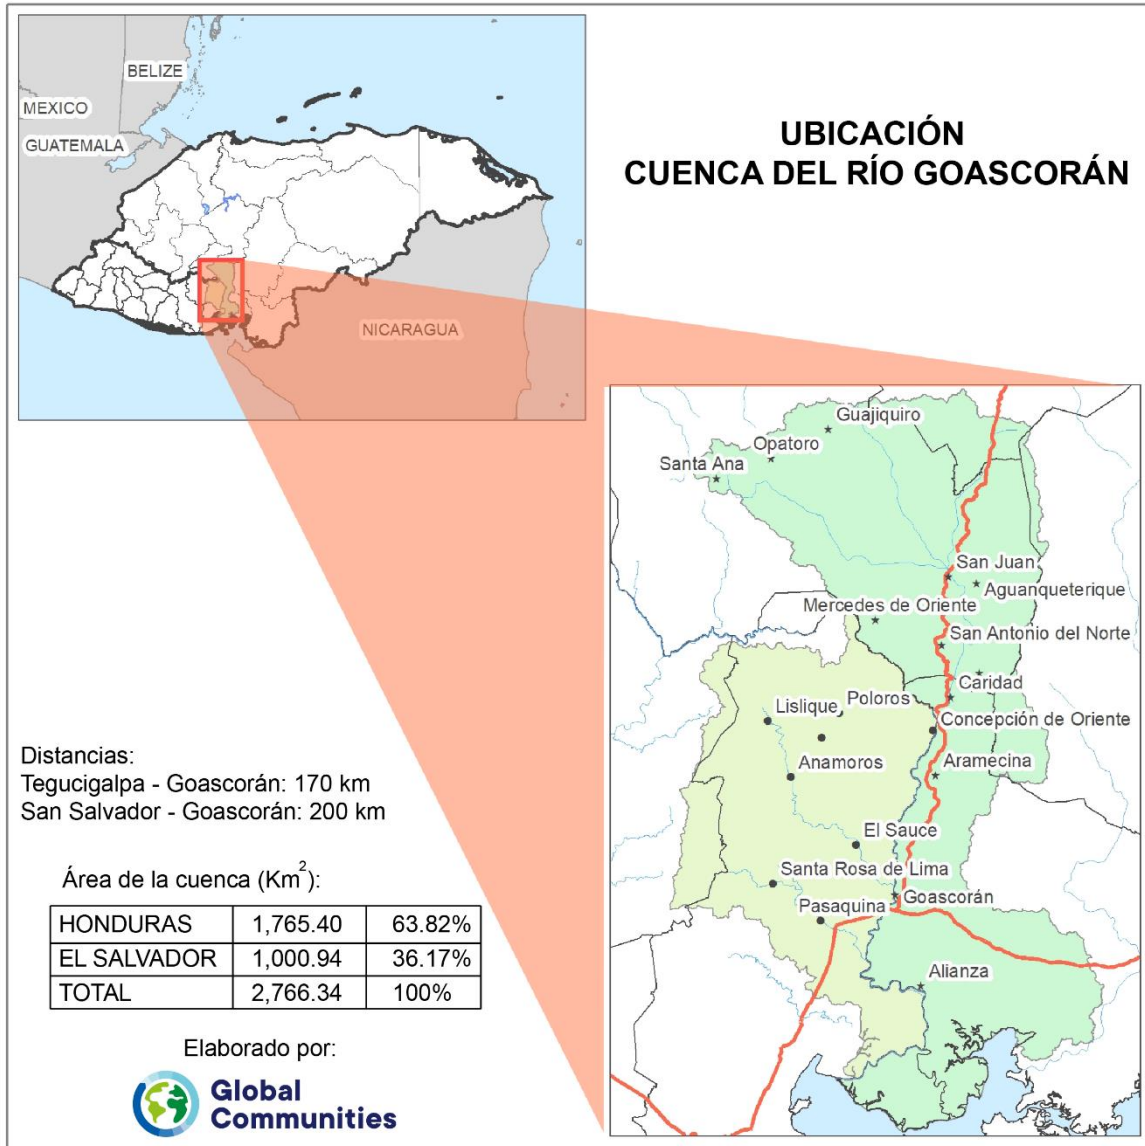 BELIZE
MEXICO
GUATEMALA
NICARAGUA
UBICACIÓN
CUENCA DEL RÍO GOASCORÁN
Guajiquiro
Opatoro
Santa Ana
San Juan
Aguanqueterique
Mercedes de Oriente
San Antonio del Norte
Caridad
Poloros
Lislique
Concepción de Oriente
Anamoros
Aramecina
El Sauce
Santa Rosa de Lima
Goascorán
Pasaquina
Alianza
Distancias:
Tegucigalpa - Goascorán: 170 km
San Salvador - Goascorán: 200 km
Área de la cuenca (Km²):
HONDURAS 1,765.40 63.82%
EL SALVADOR 1,000.94 36.17%
TOTAL 2,766.34 100%
Elaborado por:
Global
Communities